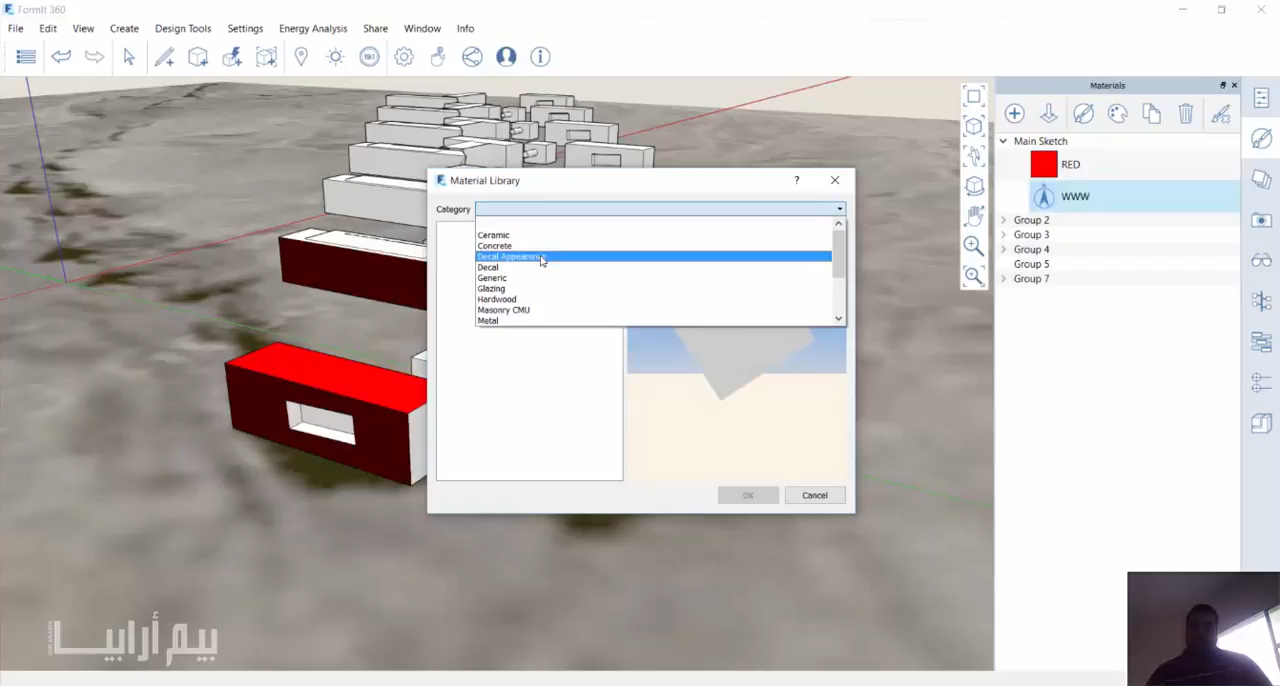 FormIt 360
File Edit View Create Design Tools Settings Energy Analysis Share Window Info
191
Materials
Main Sketch
RED
WWW
Group 2
Group 3
Group 4
Group 5
Group 7
Material Library
?
Category
Ceramic
Concrete
Decal Appearance
Decal
Generic
Glazing
Hardwood
Masonry CMU
Metal
OK Cancel
بيم أرابيا